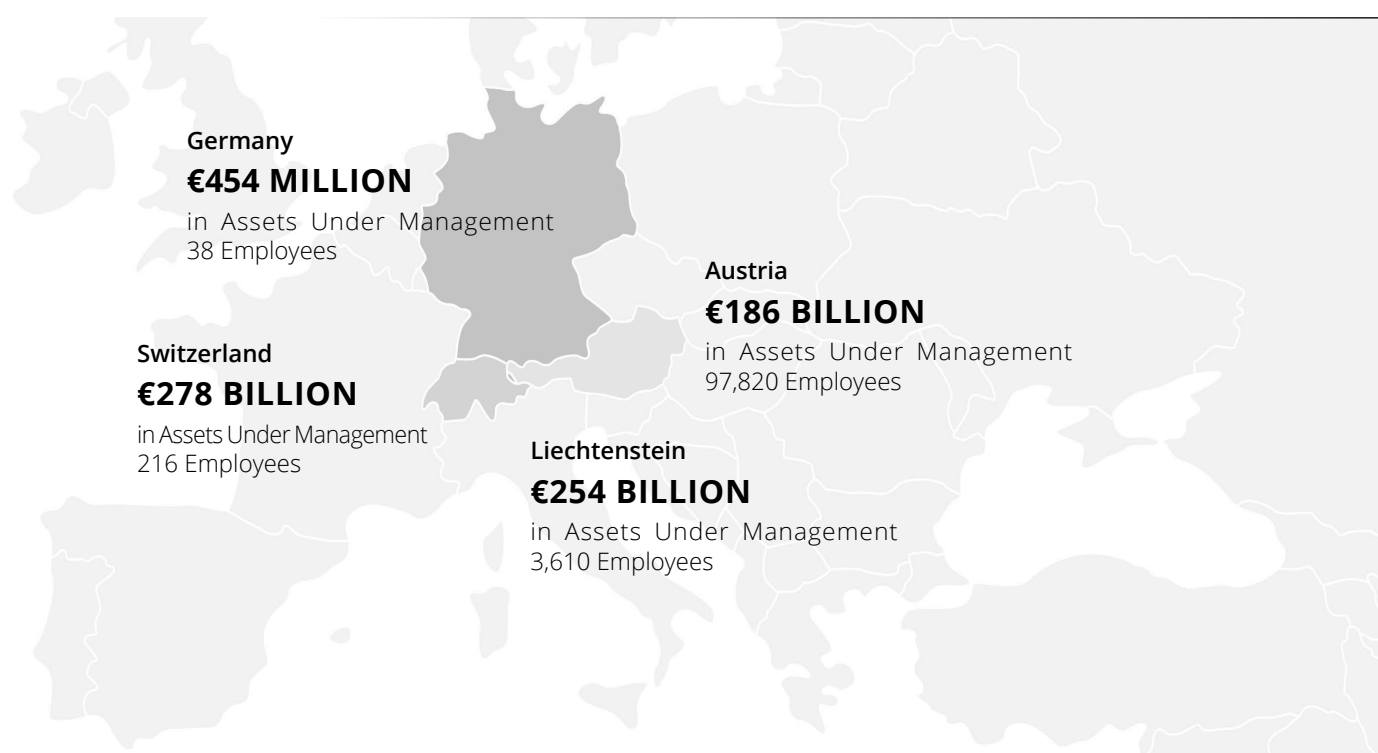 Germany
€454 MILLION
in Assets Under Management
38 Employees
Austria
€186 BILLION
in Assets Under Management
97,820 Employees
Switzerland
€278 BILLION
in Assets Under Management
216 Employees
Liechtenstein
€254 BILLION
in Assets Under Management
3,610 Employees